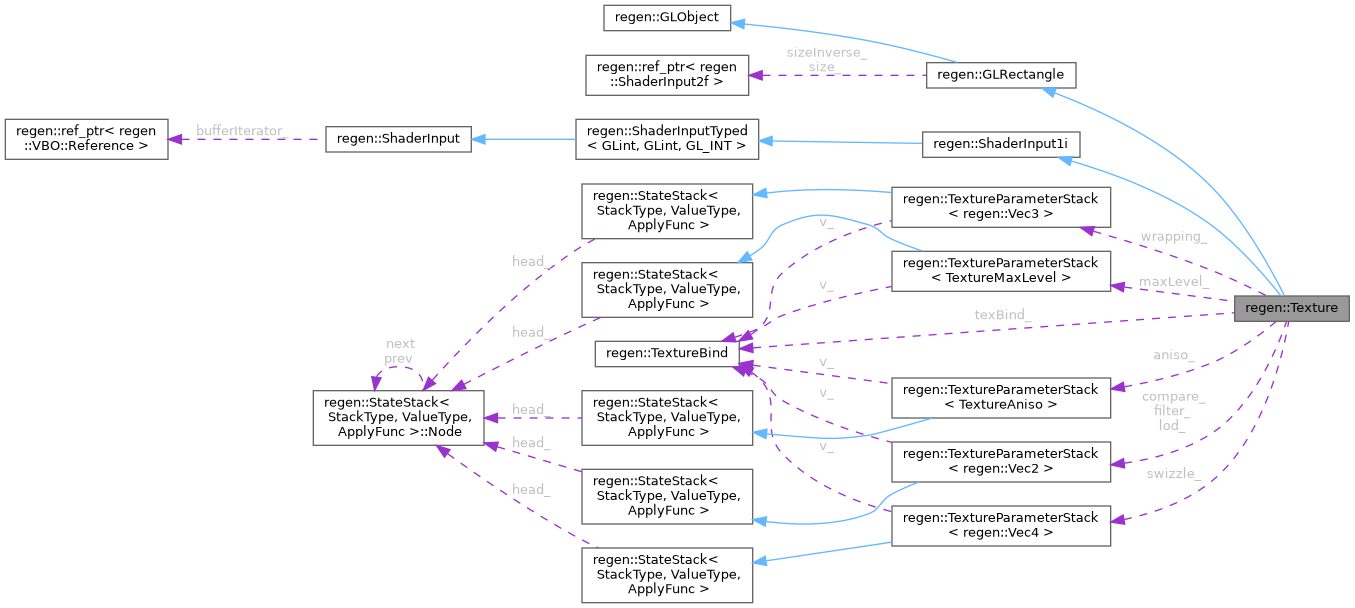 regen::GLObject
sizeInverse_
size_
regen::ref_ptr< regen
::ShaderInput2f >
regen::GLRectangle
regen::ref_ptr< regen
::VBO::Reference >
bufferIterator_
regen::ShaderInput
regen::ShaderInputTyped
< GLint, GLint, GL_INT >
regen::ShaderInput1i
regen::StateStack<
StackType, ValueType,
ApplyFunc >
regen::TextureParameterStack
< regen::Vec3 >
v_
wrapping_
head_
regen::StateStack<
StackType, ValueType,
ApplyFunc >
regen::TextureParameterStack
< TextureMaxLevel >
v_
maxLevel_
regen::Texture
texBind_
head_
next
prev
regen::TextureBind
v_
aniso_
regen::StateStack<
StackType, ValueType,
ApplyFunc >::Node
head_
regen::StateStack<
StackType, ValueType,
ApplyFunc >
regen::TextureParameterStack
< TextureAniso >
v_
compare_
filter_
lod_
head_
v_
regen::TextureParameterStack
< regen::Vec2 >
swizzle_
regen::StateStack<
StackType, ValueType,
ApplyFunc >
head_
regen::TextureParameterStack
< regen::Vec4 >
regen::StateStack<
StackType, ValueType,
ApplyFunc >